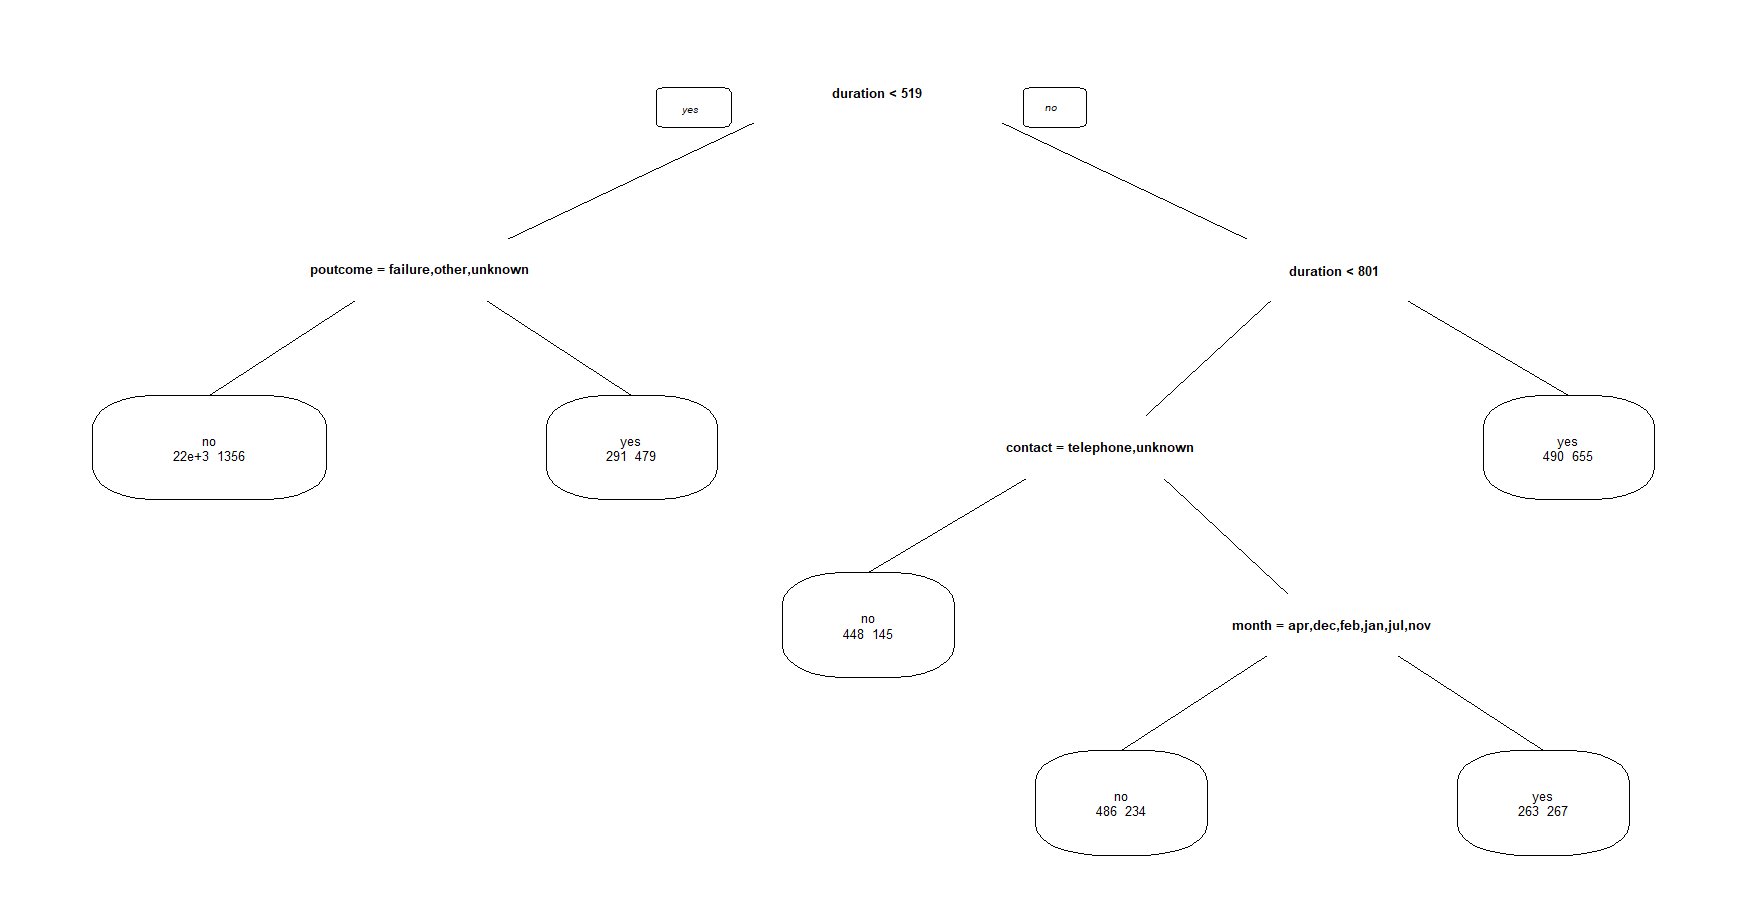 duration < 519
yes
no
poutcome = failure,other,unknown
duration < 801
no
22e+3 1356
yes
291 479
contact = telephone,unknown
yes
490 655
no
448 145
month = apr,dec,feb,jan,jul,nov
no
486 234
yes
263 267